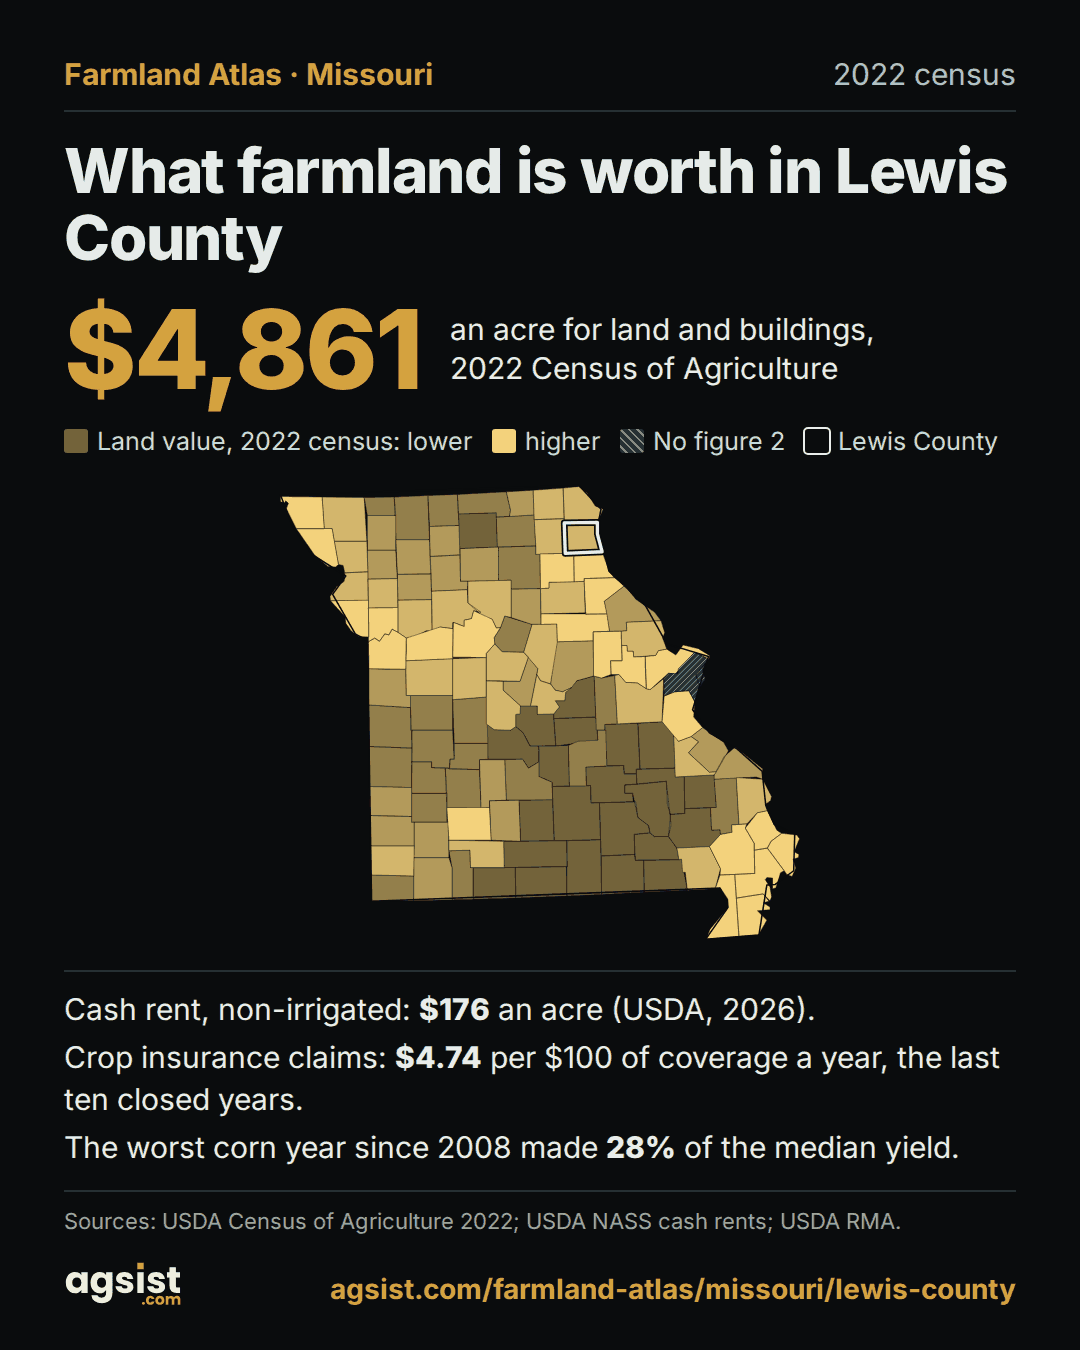 Farmland Atlas · Missouri
2022 census
What farmland is worth in Lewis
County
$4,861
an acre for land and buildings,
2022 Census of Agriculture
Land value, 2022 census: lower
higher
No figure 2
Lewis County
Cash rent, non-irrigated: $176 an acre (USDA, 2026).
Crop insurance claims: $4.74 per $100 of coverage a year, the last
ten closed years.
The worst corn year since 2008 made 28% of the median yield.
Sources: USDA Census of Agriculture 2022; USDA NASS cash rents; USDA RMA.
agsist
.com
agsist.com/farmland-atlas/missouri/lewis-county